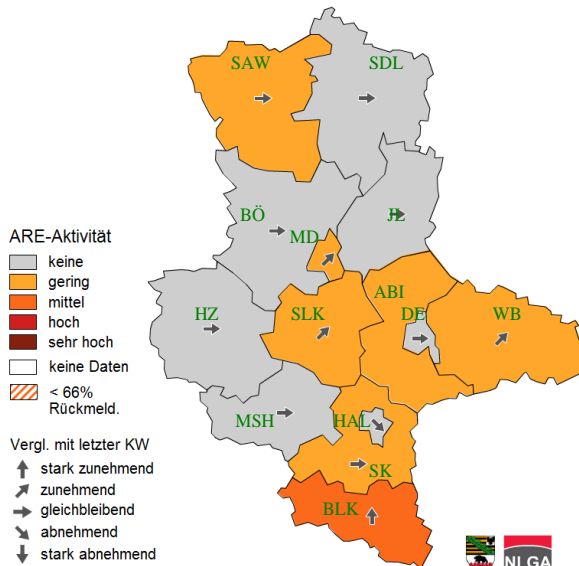 SAW
SDL
BÖ
JL
MD
ABI
HZ
SLK
DE
WB
MSH
HAL
SK
BLK
ARE-Aktivität
keine
gering
mittel
hoch
sehr hoch
keine Daten
< 66%
Rückmeld.
Vergl. mit letzter KW
stark zunehmend
zunehmend
gleichbleibend
abnehmend
stark abnehmend
NLGA